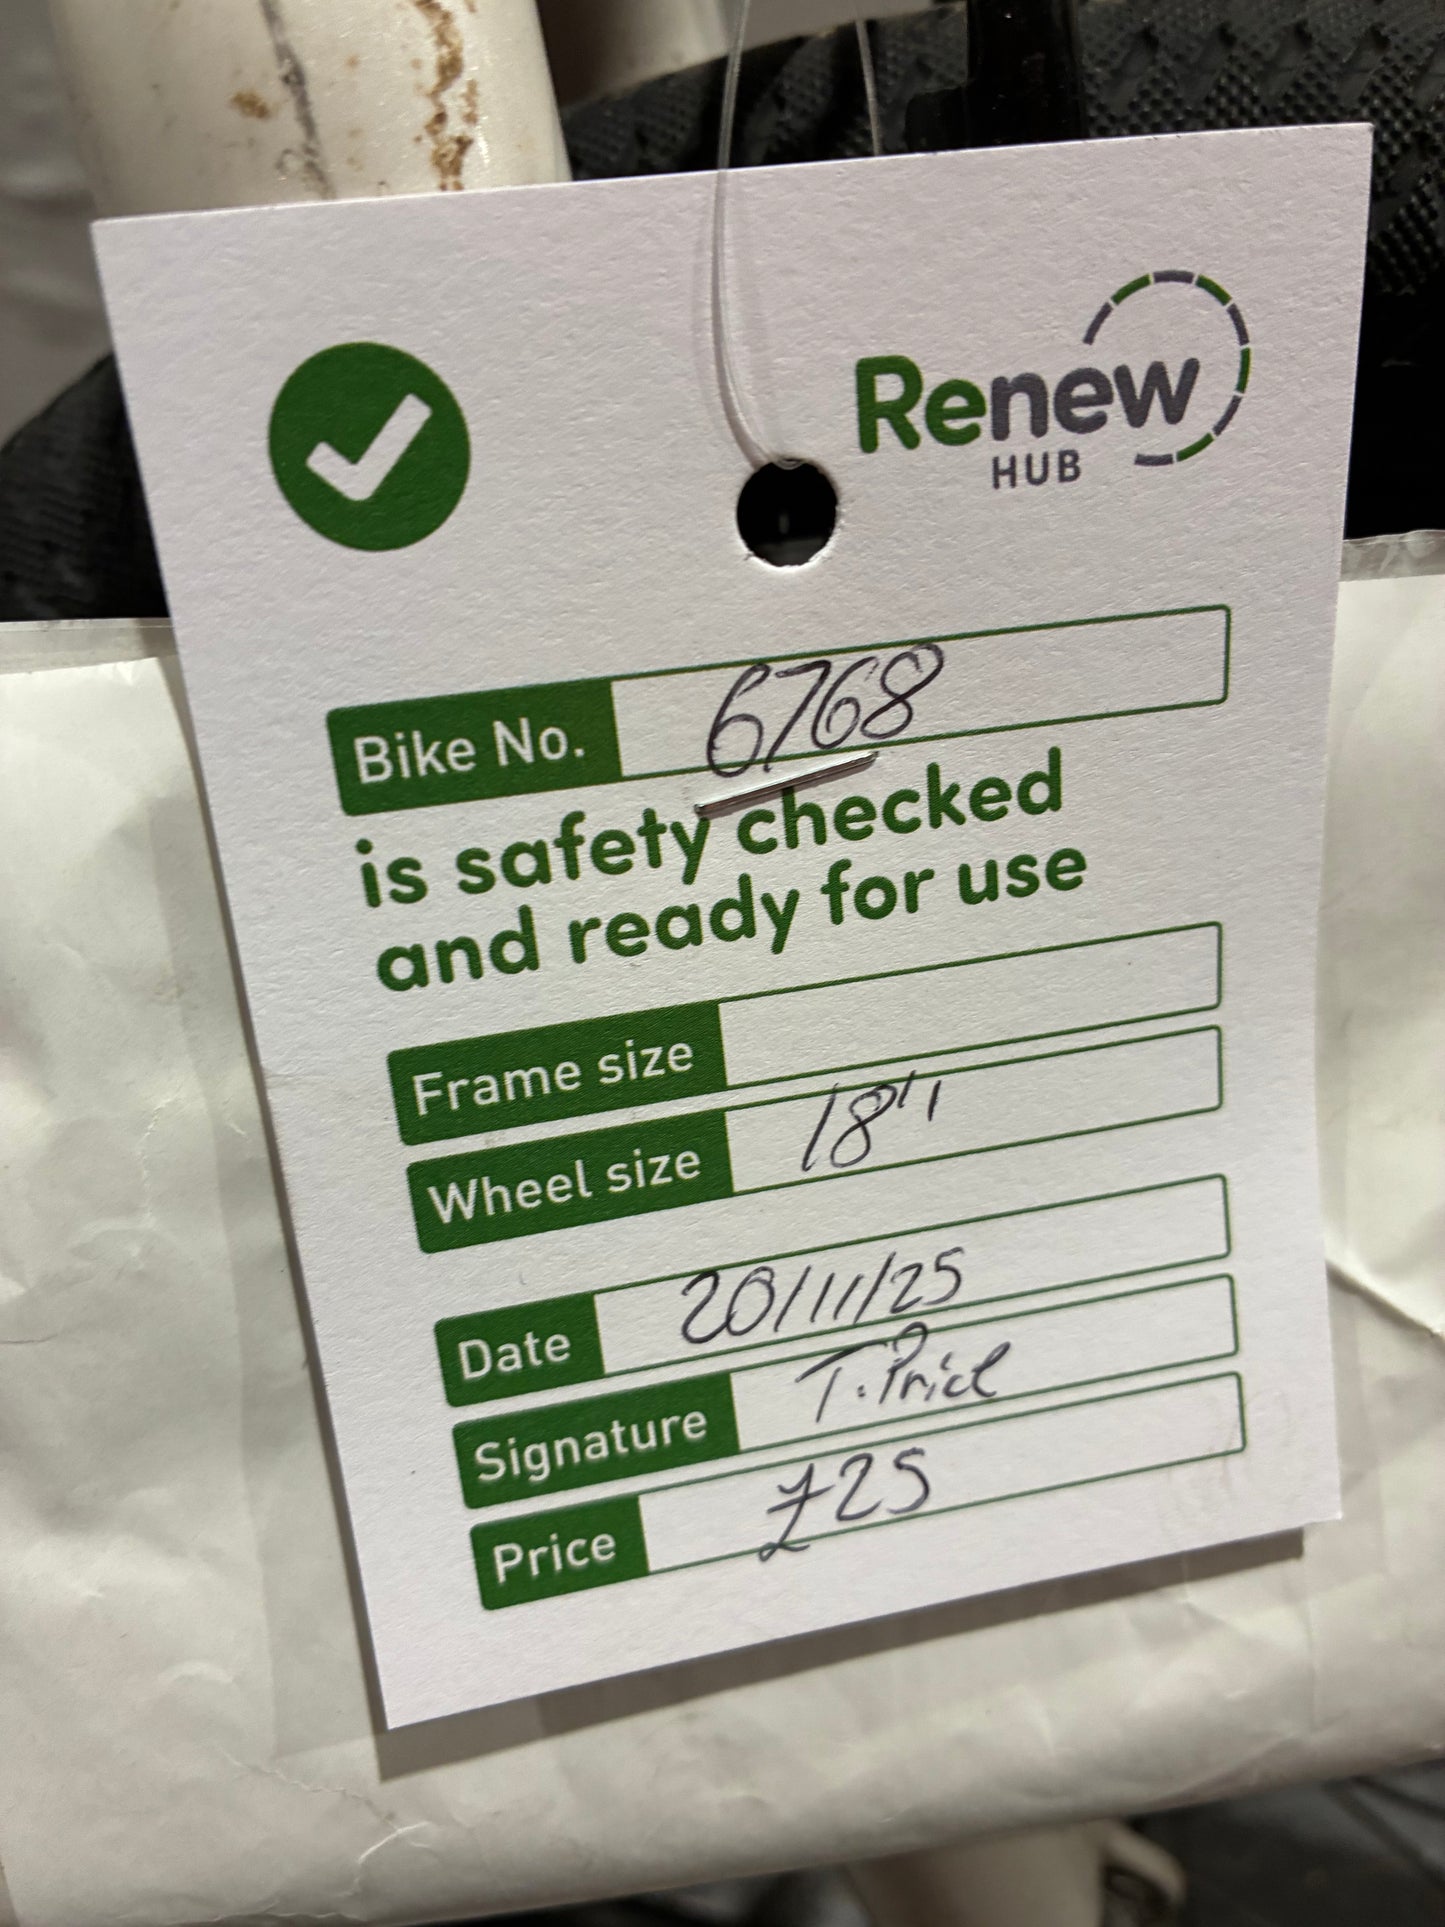 Renew
HUB
Bike No. 6768
is safety checked
and ready for use
Frame size
Wheel size 18"
Date 20/11/25
Signature T. Price
Price £25